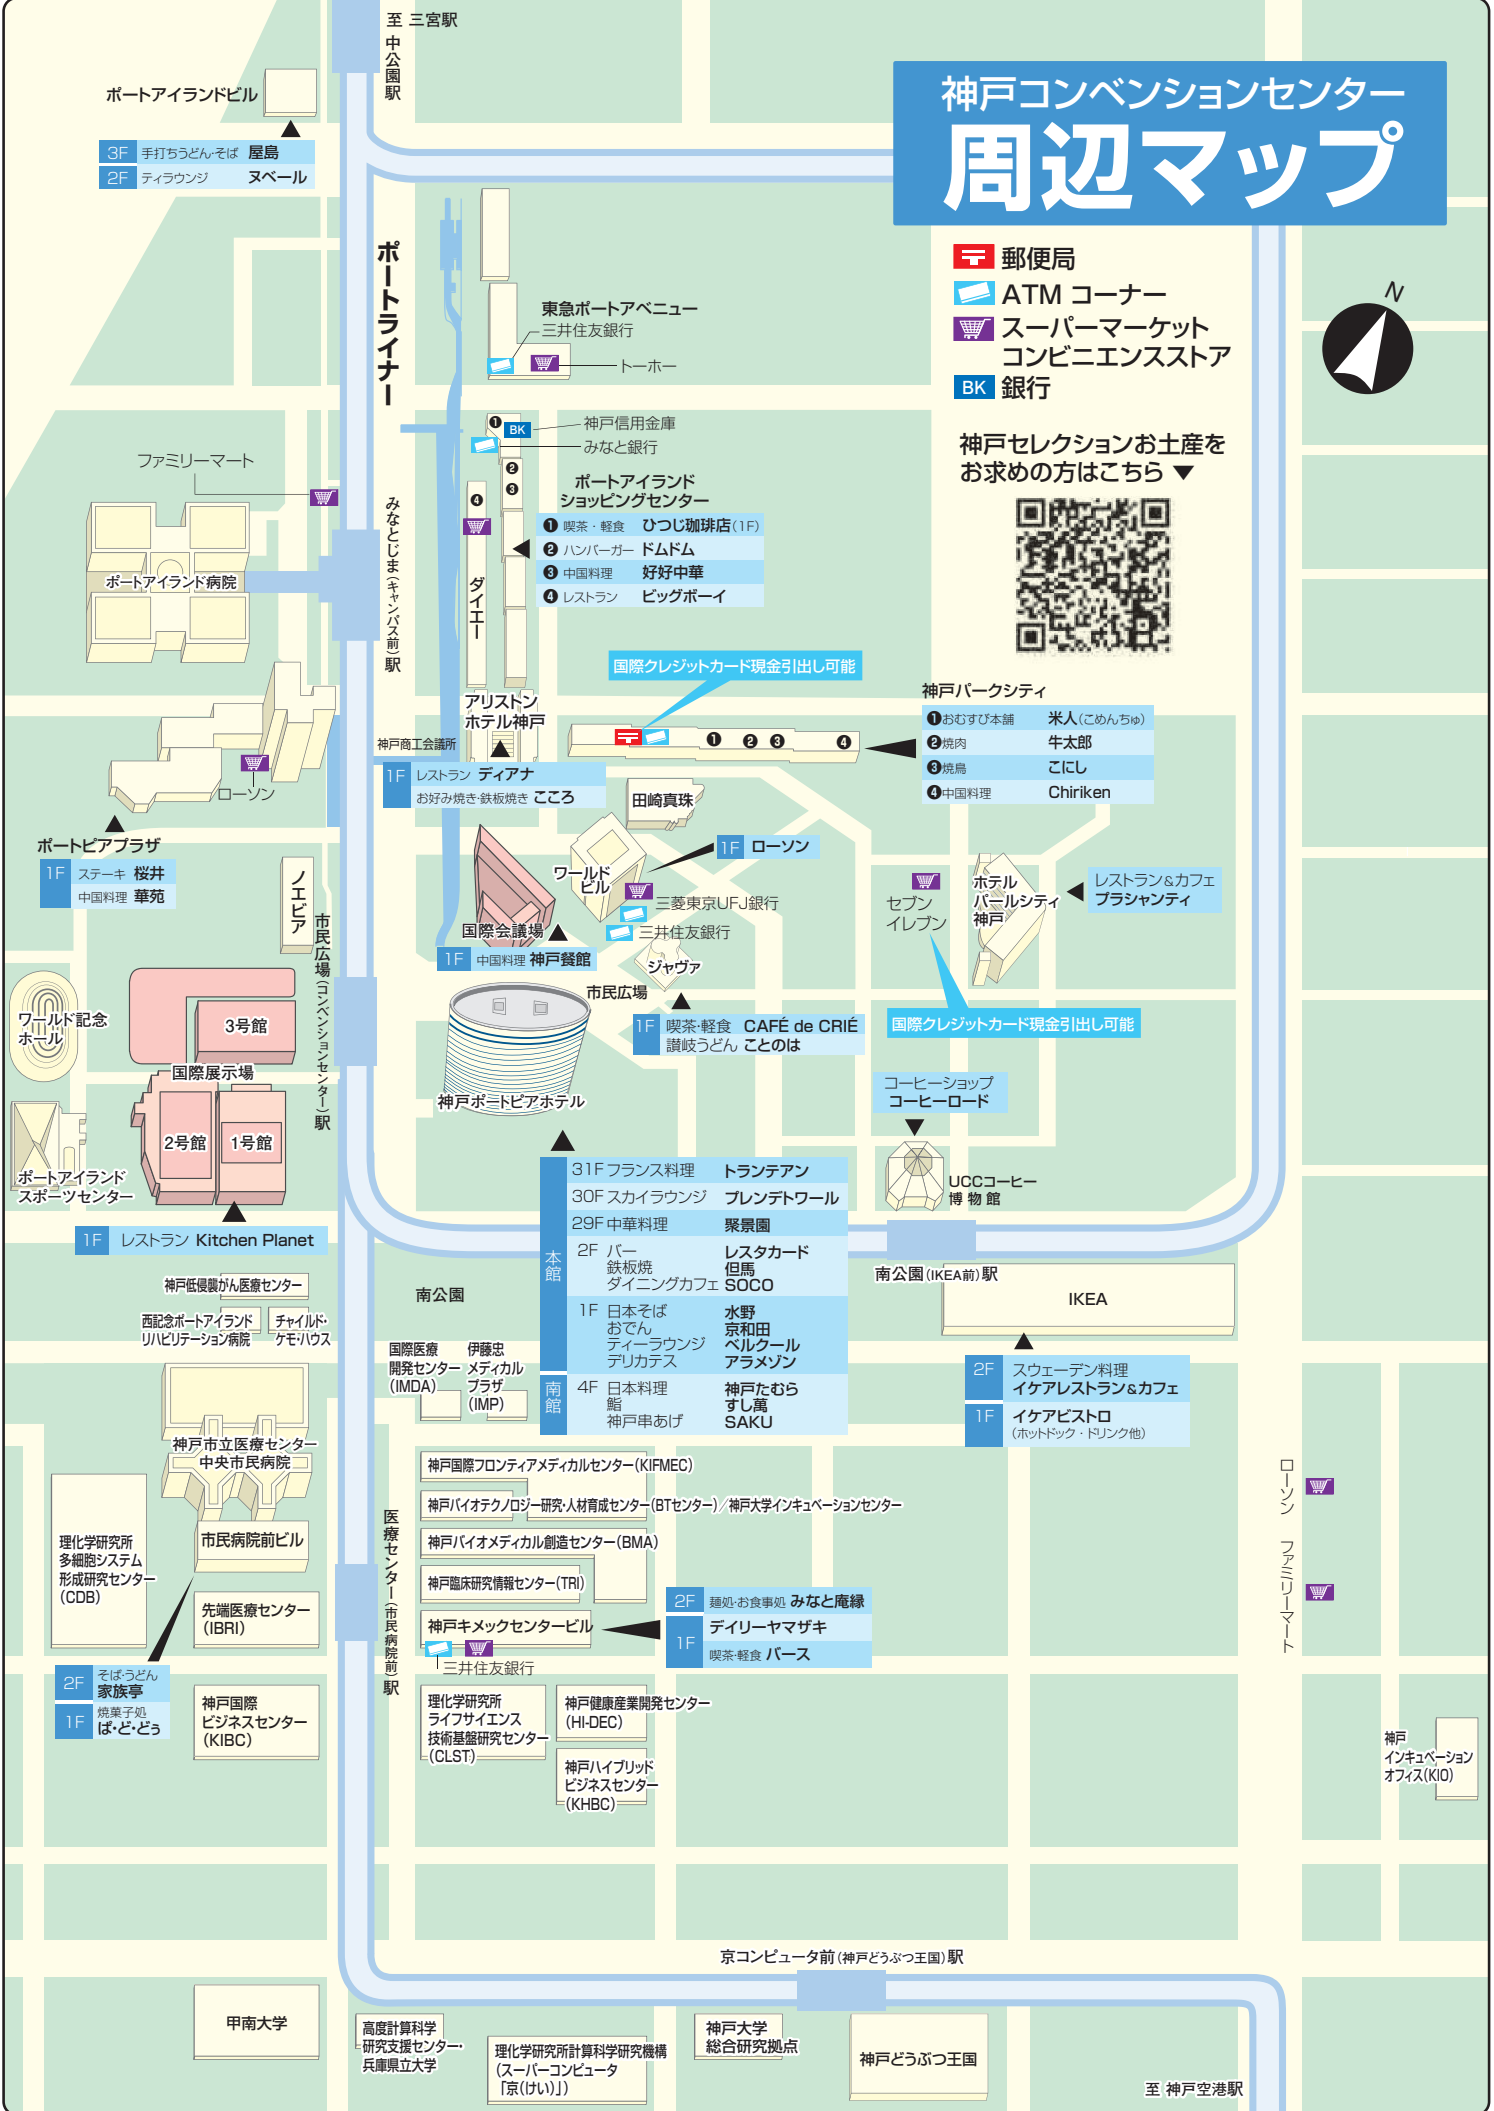 至 三宮駅
中公園駅
神戸コンベンションセンター
周辺マップ
ポートアイランドビル
3F 手打ちうどん・そば 屋島
2F ティラウンジ ヌベール
ポートライナー
郵便局
ATM コーナー
スーパーマーケット
コンビニエンスストア
BK 銀行
N
東急ポートアベニュー
三井住友銀行
トーホー
❶
BK
神戸信用金庫
みなと銀行
❷
❸
❹
ダイエー
神戸セレクションお土産を
お求めの方はこちら ▼
ファミリーマート
ポートアイランド病院
みなとじま(キャンパス前)駅
ポートアイランド
ショッピングセンター
❶ 喫茶・軽食 ひつじ珈琲店(1F)
❷ ハンバーガー ドムドム
❸ 中国料理 好好中華
❹ レストラン ビッグボーイ
国際クレジットカード現金引出し可能
アリストン
ホテル神戸
神戸商工会議所
1F レストラン ディアナ
お好み焼き・鉄板焼き こころ
❶ ❷ ❸ ❹
神戸パークシティ
❶おむすび本舗 米人(こめんちゅ)
❷焼肉 牛太郎
❸焼鳥 こにし
❹中国料理 Chiriken
ローソン
ポートピアプラザ
1F ステーキ 桜井
中国料理 華苑
ノエビア
田崎真珠
ワールド
ビル
1F ローソン
三菱東京UFJ銀行
三井住友銀行
国際会議場
1F 中国料理 神戸餐館
ジャヴァ
市民広場
1F 喫茶・軽食 CAFÉ de CRIÉ
讃岐うどん ことのは
セブン
イレブン
ホテル
パールシティ
神戸
レストラン&カフェ
プラシャンティ
国際クレジットカード現金引出し可能
市民広場(コンベンションセンター)駅
ワールド記念
ホール
3号館
国際展示場
2号館
1号館
ポートアイランド
スポーツセンター
1F レストラン Kitchen Planet
神戸ポートピアホテル
コーヒーショップ
コーヒーロード
UCCコーヒー
博物館
本館
31F フランス料理 トランテアン
30F スカイラウンジ プレンデトワール
29F 中華料理 聚景園
2F バー レスタカード
鉄板焼 但馬
ダイニングカフェ SOCO
1F 日本そば 水野
おでん 京和田
ティーラウンジ ベルクール
デリカテス アラメゾン
南館
4F 日本料理 神戸たむら
鮨 すし萬
神戸串あげ SAKU
南公園(IKEA前)駅
IKEA
2F スウェーデン料理
イケアレストラン&カフェ
1F イケアビストロ
(ホットドック・ドリンク他)
南公園
神戸低侵襲がん医療センター
西記念ポートアイランド
リハビリテーション病院
チャイルド・
ケモ・ハウス
国際医療
開発センター
(IMDA)
伊藤忠
メディカル
プラザ
(IMP)
神戸市立医療センター
中央市民病院
市民病院前ビル
理化学研究所
多細胞システム
形成研究センター
(CDB)
先端医療センター
(IBRI)
2F そば・うどん
家族亭
1F 焼菓子処
ぱ・ど・どぅ
神戸国際
ビジネスセンター
(KIBC)
医療センター(市民病院前)駅
神戸国際フロンティアメディカルセンター(KIFMEC)
神戸バイオテクノロジー研究・人材育成センター(BTセンター)/神戸大学インキュベーションセンター
神戸バイオメディカル創造センター(BMA)
神戸臨床研究情報センター(TRI)
神戸キメックセンタービル
三井住友銀行
2F 麺処・お食事処 みなと庵縁
1F デイリーヤマザキ
喫茶・軽食 バース
理化学研究所
ライフサイエンス
技術基盤研究センター
(CLST)
神戸健康産業開発センター
(HI-DEC)
神戸ハイブリッド
ビジネスセンター
(KHBC)
ローソン
ファミリーマート
神戸
インキュベーション
オフィス(KIO)
京コンピュータ前(神戸どうぶつ王国)駅
甲南大学
高度計算科学
研究支援センター・
兵庫県立大学
理化学研究所計算科学研究機構
(スーパーコンピュータ
「京(けい)」)
神戸大学
総合研究拠点
神戸どうぶつ王国
至 神戸空港駅